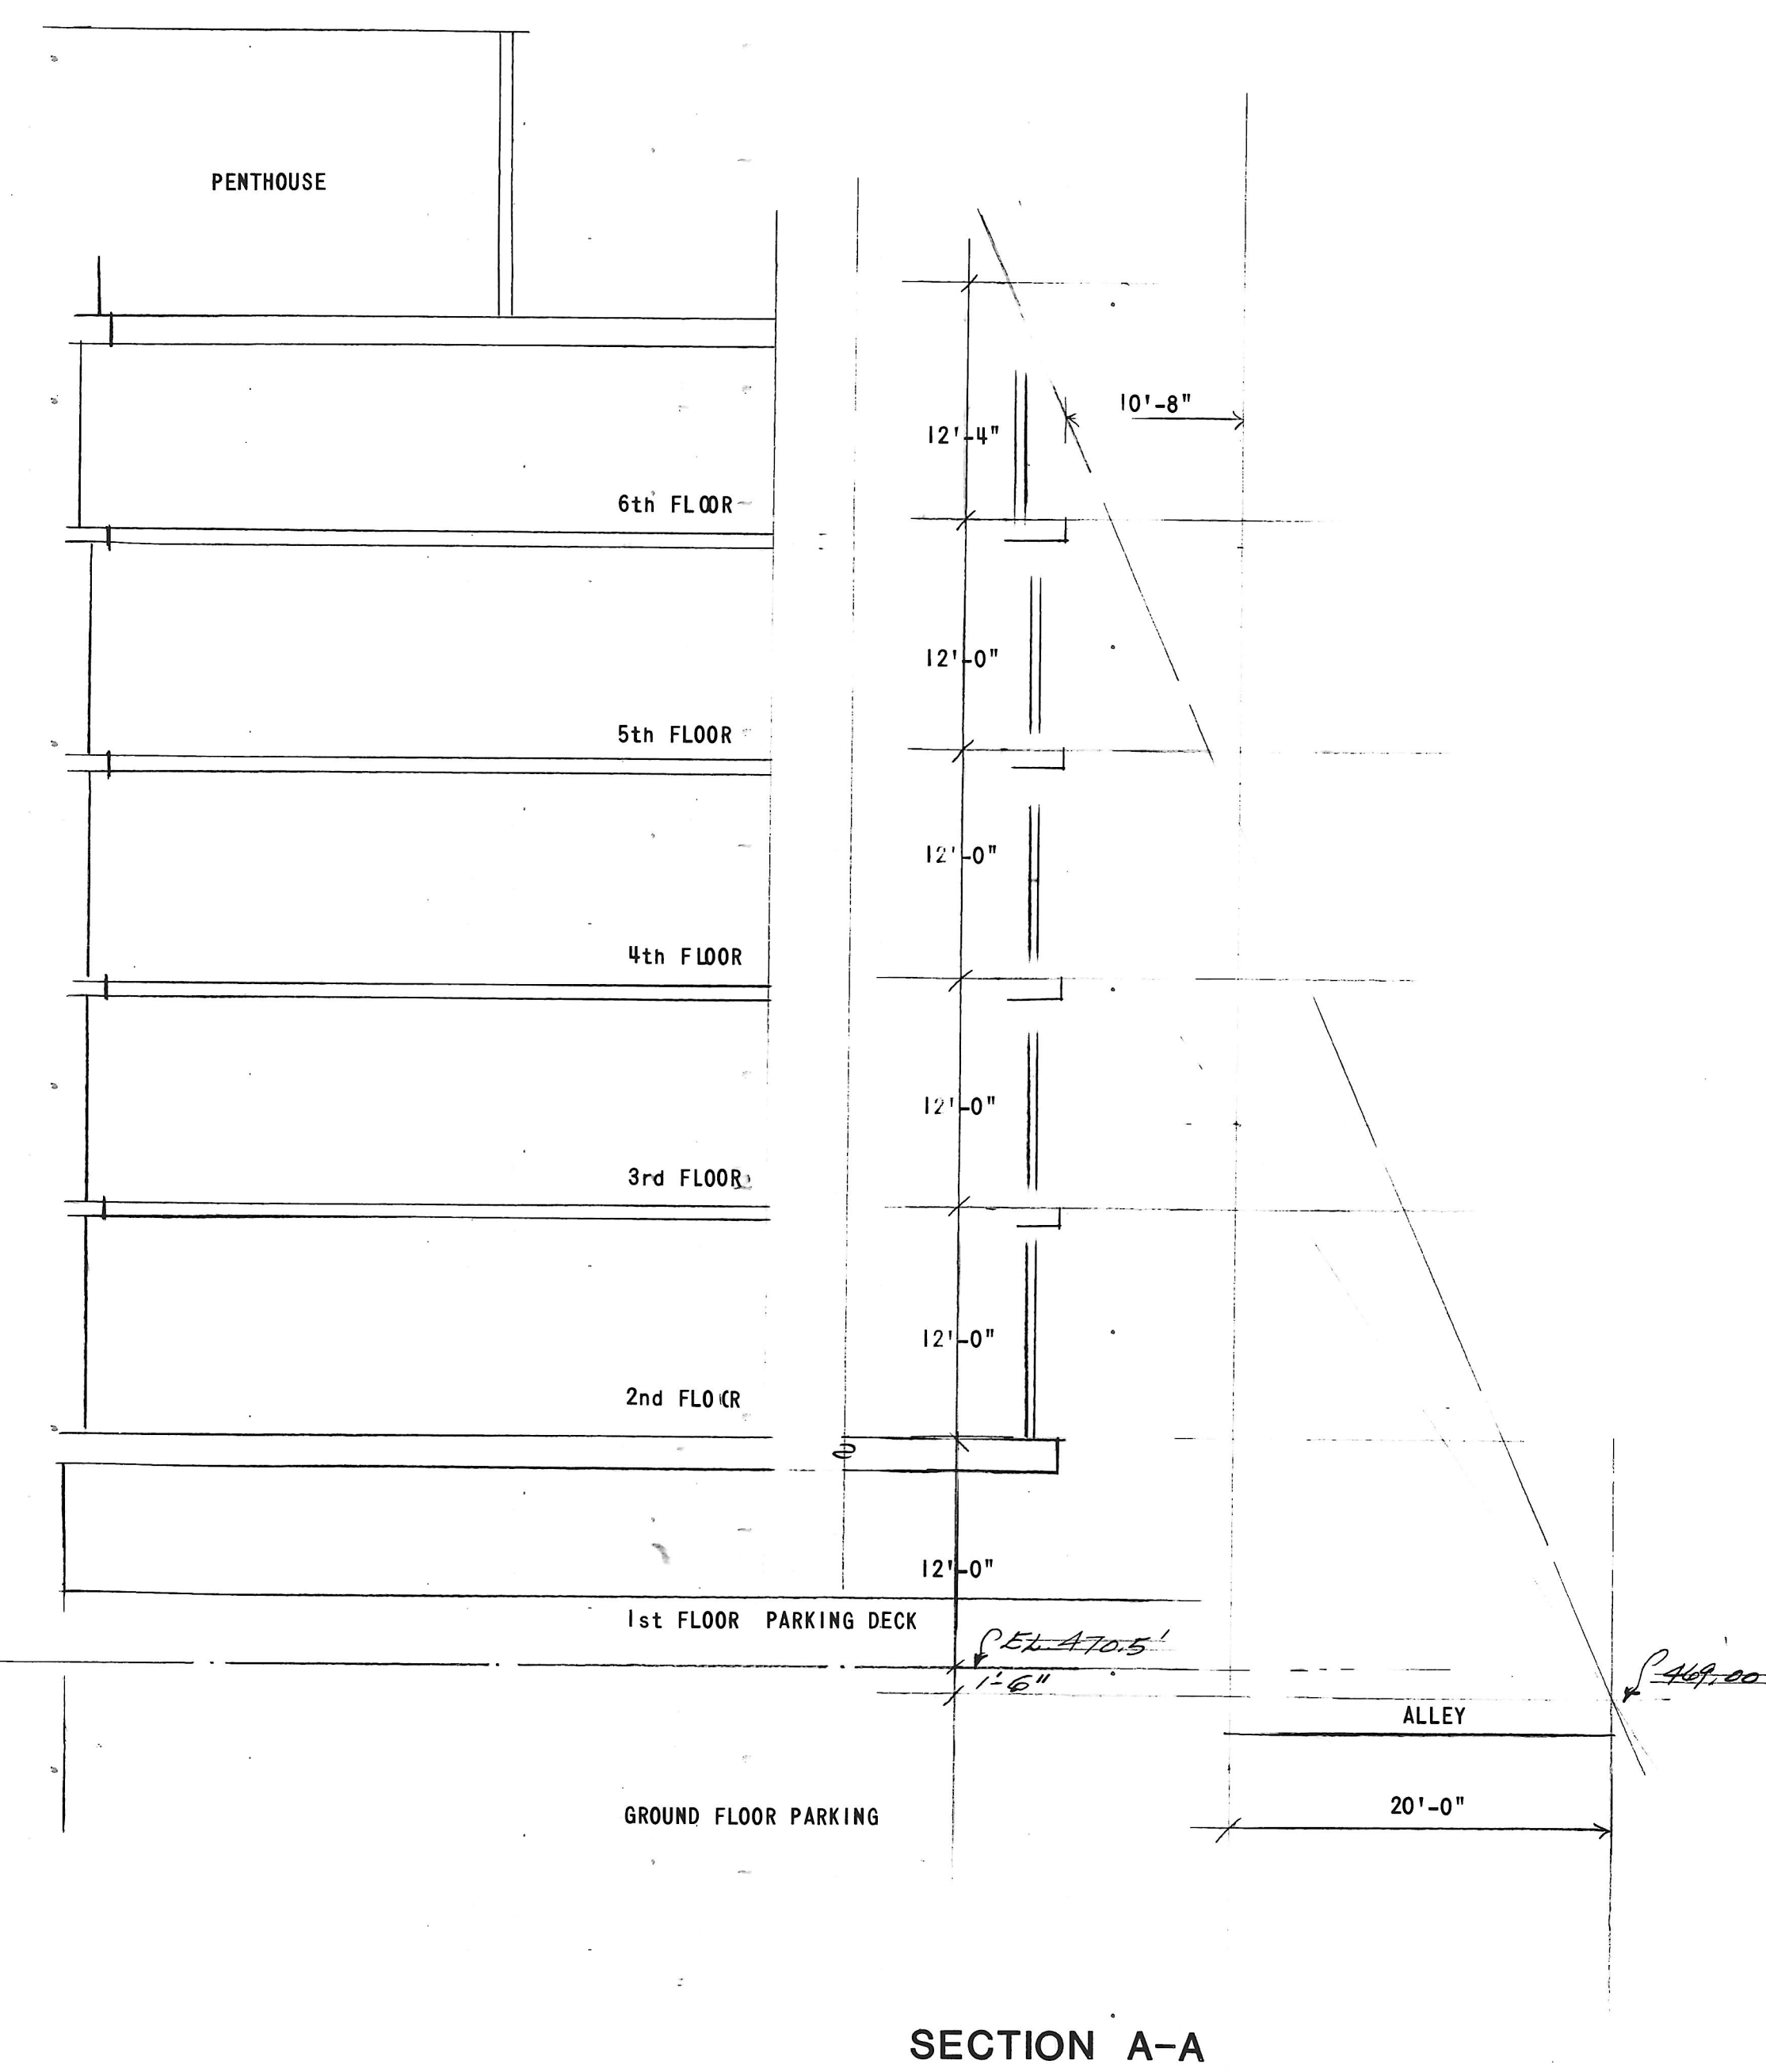 PENTHOUSE
10'-8"
12'-4"
6th FLOOR
12'-0"
5th FLOOR
12'-0"
4th FLOOR
12'-0"
3rd FLOOR
12'-0"
2nd FLOOR
12'-0"
1st FLOOR PARKING DECK
EL. 470.5'
1'-6"
469.00
ALLEY
20'-0"
GROUND FLOOR PARKING
SECTION A-A